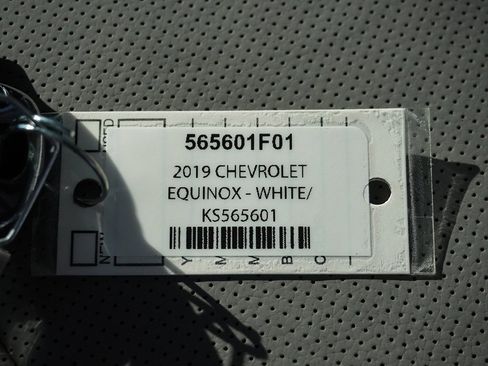 565601F01
2019 CHEVROLET
EQUINOX - WHITE/
KS565601
Y M M B C